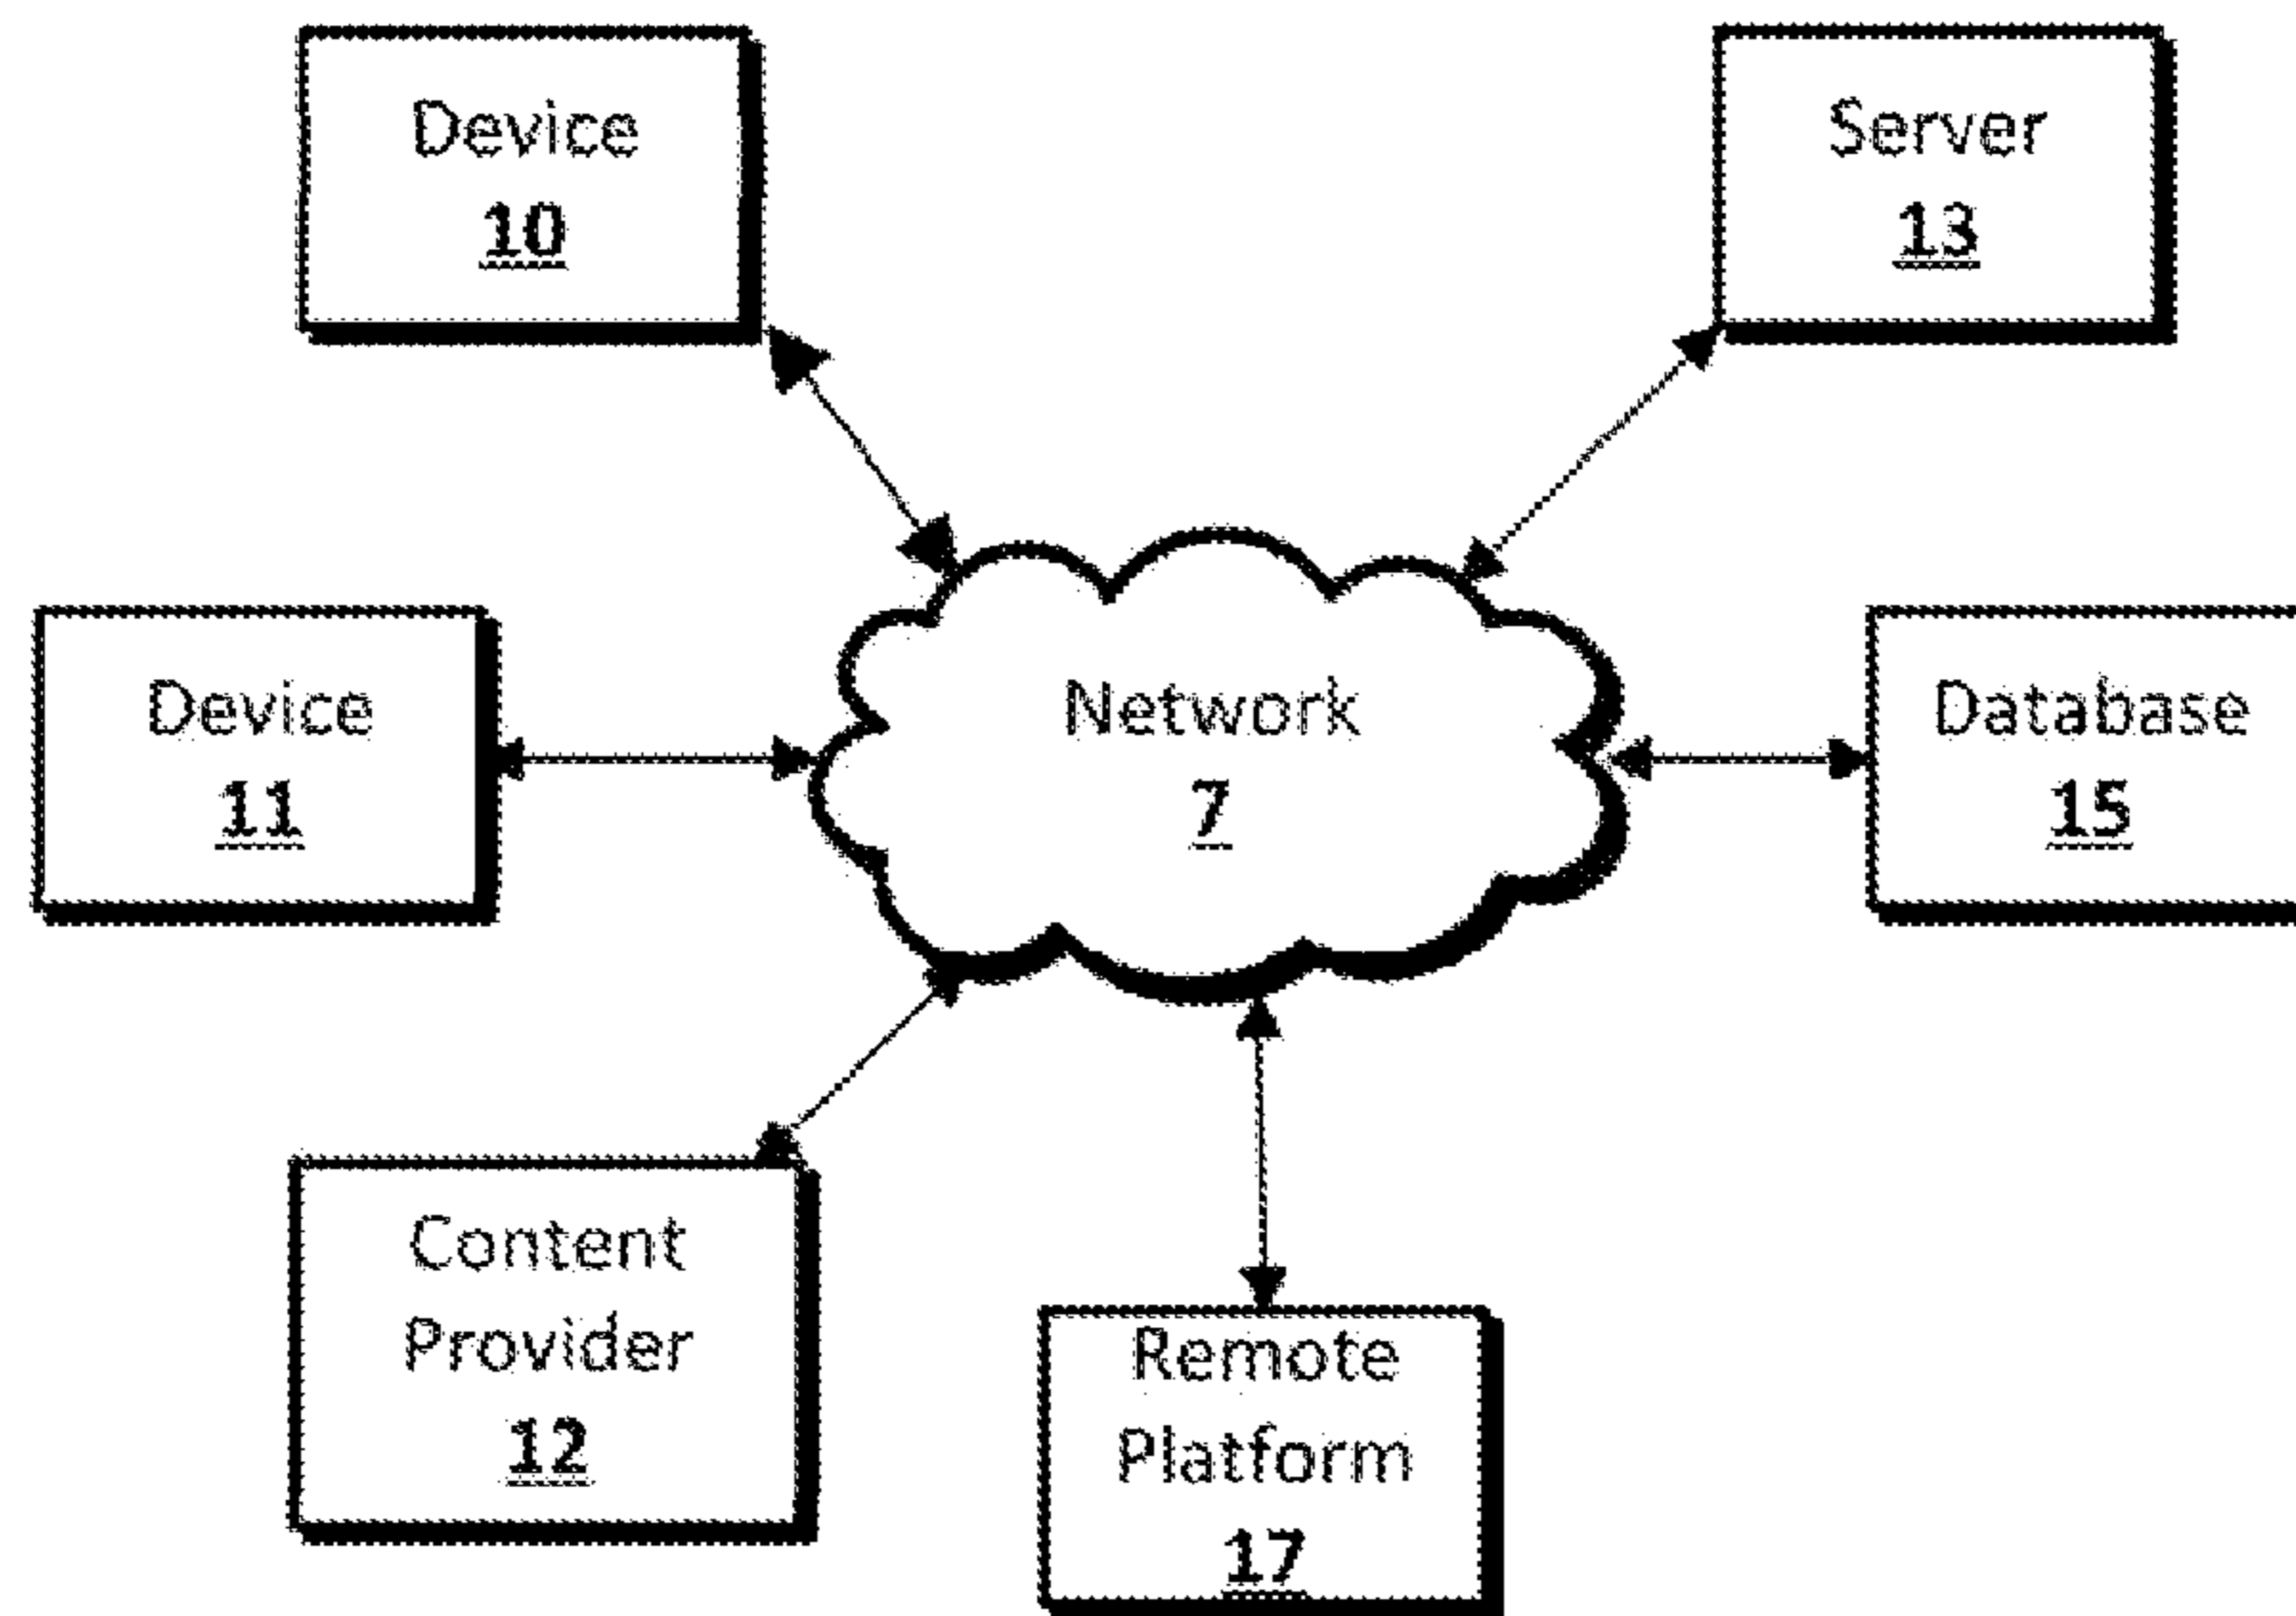 Device
10
Server
13
Device
11
Network
7
Database
15
Content
Provider
12
Remote
Platform
17